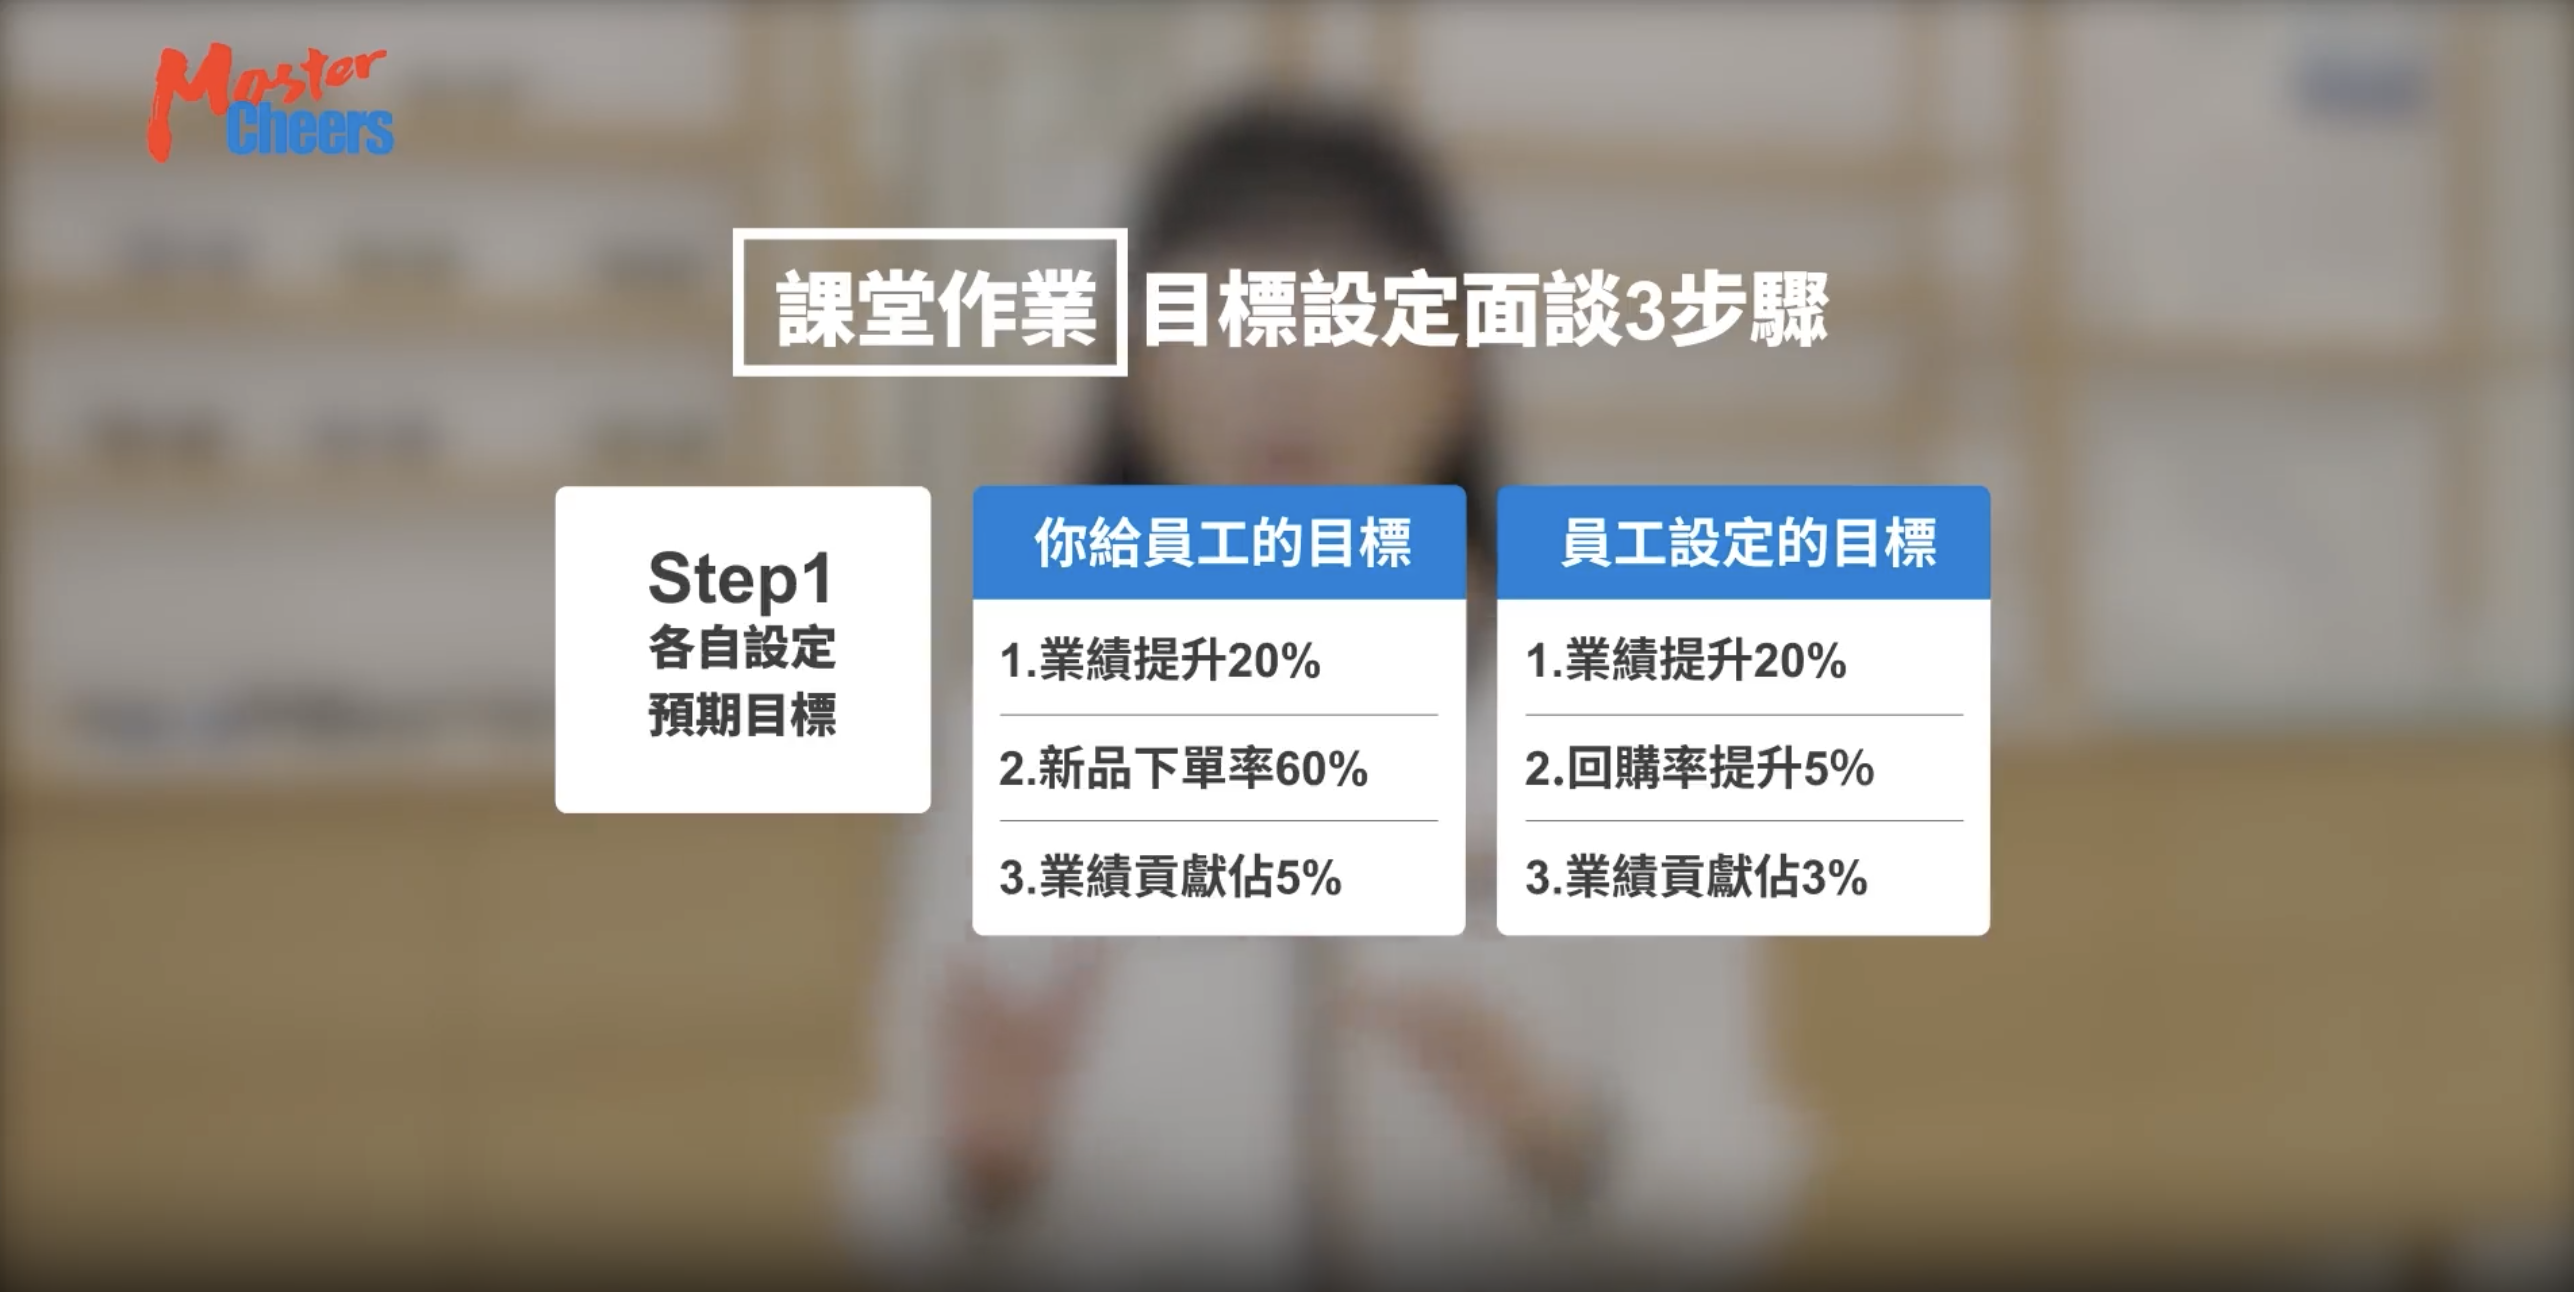 Master
Cheers
課堂作業 目標設定面談3步驟
Step1
各自設定
預期目標
你給員工的目標
1.業績提升20%
2.新品下單率60%
3.業績貢獻佔5%
員工設定的目標
1.業績提升20%
2.回購率提升5%
3.業績貢獻佔3%